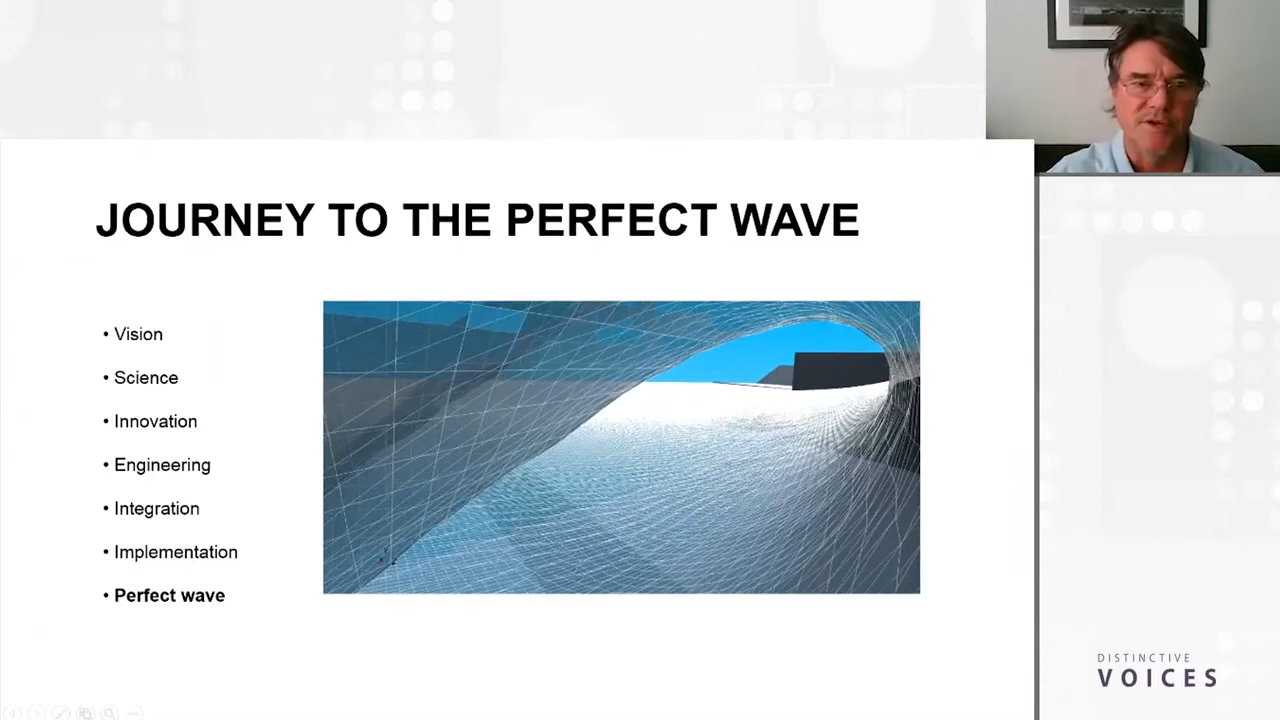 JOURNEY TO THE PERFECT WAVE
• Vision
• Science
• Innovation
• Engineering
• Integration
• Implementation
• Perfect wave
DISTINCTIVE
VOICES